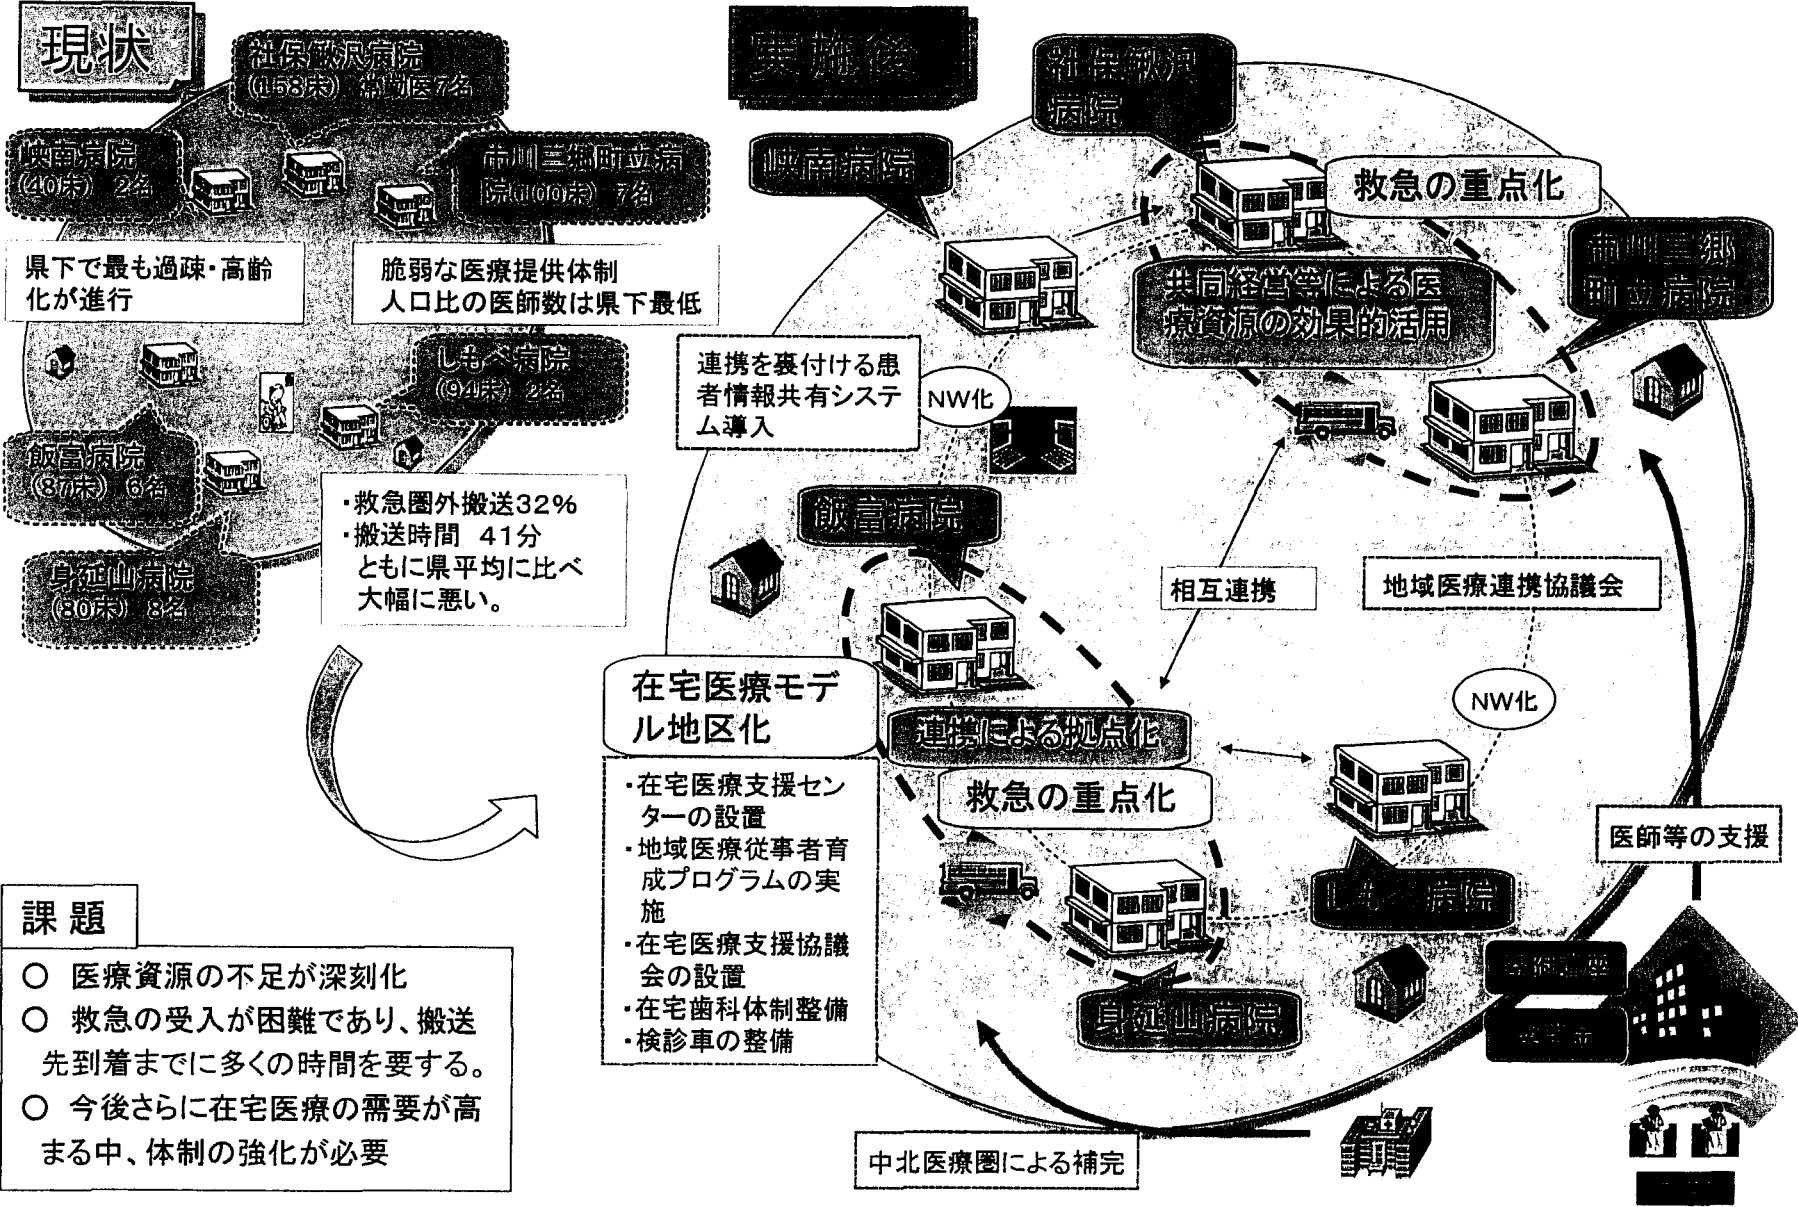 現状
社保鰍沢病院
(158床) 常勤医7名
峡南病院
(40床) 2名
市川三郷町立病
院(100床) 7名
県下で最も過疎・高齢
化が進行
脆弱な医療提供体制
人口比の医師数は県下最低
しもべ病院
(94床) 2名
飯富病院
(87床) 6名
身延山病院
(80床) 8名
・救急圏外搬送32%
・搬送時間 41分
ともに県平均に比べ
大幅に悪い。
課 題
○ 医療資源の不足が深刻化
○ 救急の受入が困難であり、搬送
先到着までに多くの時間を要する。
○ 今後さらに在宅医療の需要が高
まる中、体制の強化が必要
実施後
社保鰍沢
病院
峡南病院
救急の重点化
市川三郷
町立病院
共同経営等による医
療資源の効果的活用
連携を裏付ける患
者情報共有システ
ム導入
NW化
飯富病院
相互連携
地域医療連携協議会
在宅医療モデ
ル地区化
・在宅医療支援セン
ターの設置
・地域医療従事者育
成プログラムの実
施
・在宅医療支援協議
会の設置
・在宅歯科体制整備
・検診車の整備
連携による拠点化
救急の重点化
NW化
しもべ病院
身延山病院
医師等の支援
中北医療圏による補完